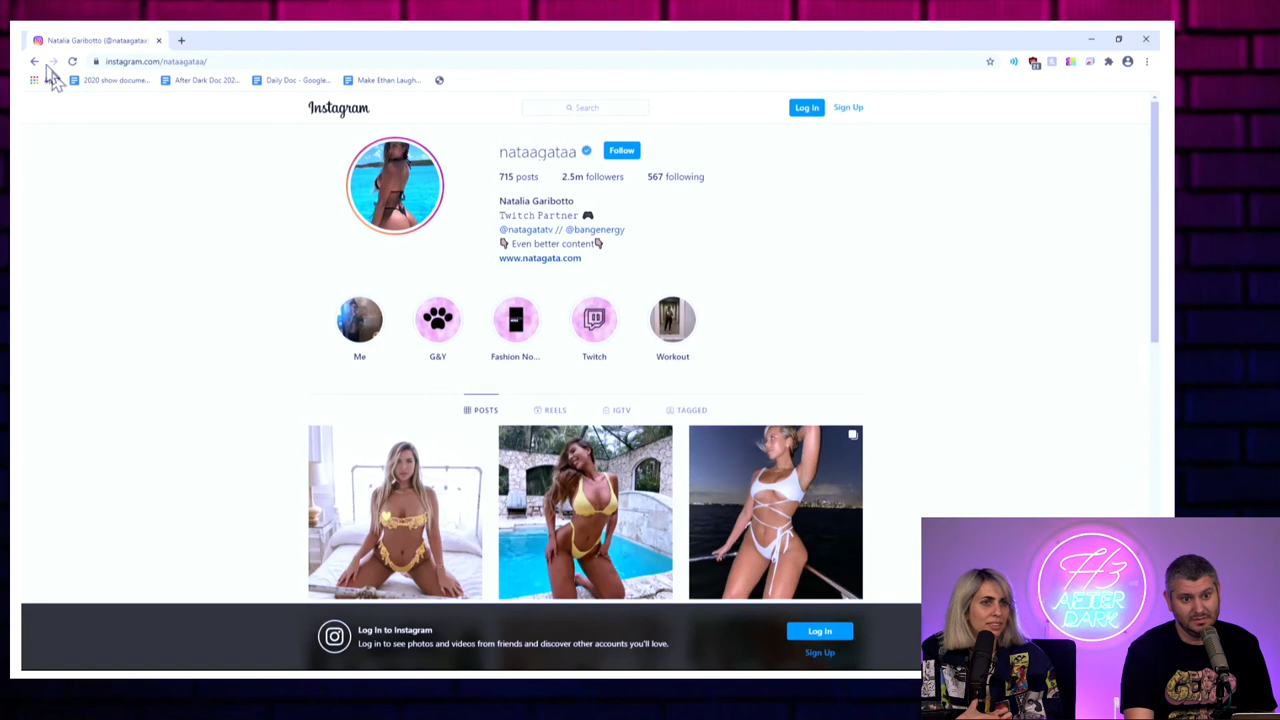 Natalia Garibotto (@nataagataa
instagram.com/nataagataa/
2020 show docume...
After Dark Doc 202...
Daily Doc - Google...
Make Ethan Laugh...
Instagram
Search
Log In
Sign Up
nataagataa
Follow
715 posts
2.5m followers
567 following
Natalia Garibotto
Twitch Partner
@natagatatv // @bangenergy
Even better content
www.natagata.com
Me
G&Y
Fashion No...
Twitch
Workout
POSTS
REELS
IGTV
TAGGED
Log In to Instagram
Log in to see photos and videos from friends and discover other accounts you'll love.
Log In
Sign Up
H3
AFTER
DARK